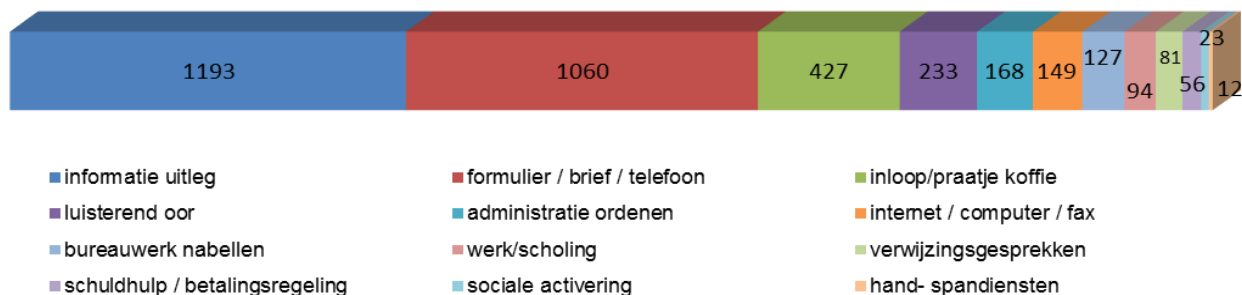 1193 1060 427 233 168 149 127 94 81 56 23 12
informatie uitleg formulier / brief / telefoon inloop/praatje koffie
luisterend oor administratie ordenen internet / computer / fax
bureauwerk nabellen werk/scholing verwijzingsgesprekken
schuldhulp / betalingsregeling sociale activering hand- spandiensten